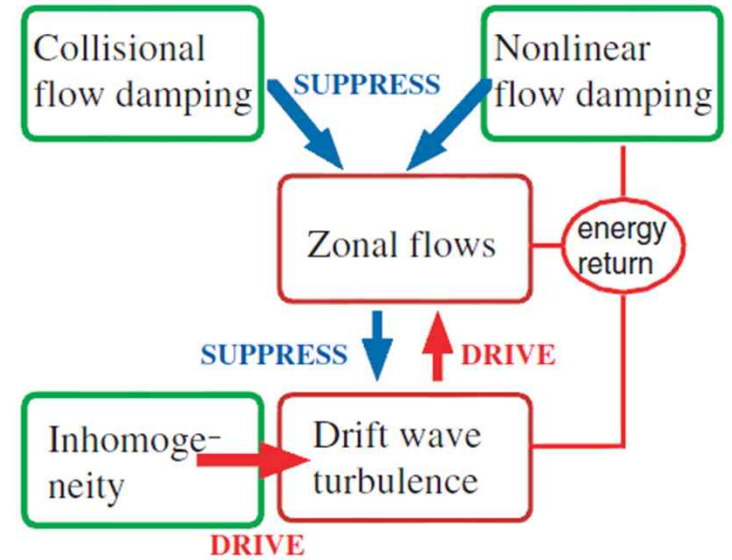 Collisional
flow damping
SUPPRESS
Nonlinear
flow damping
Zonal flows
energy
return
SUPPRESS
DRIVE
Inhomoge-
neity
Drift wave
turbulence
DRIVE